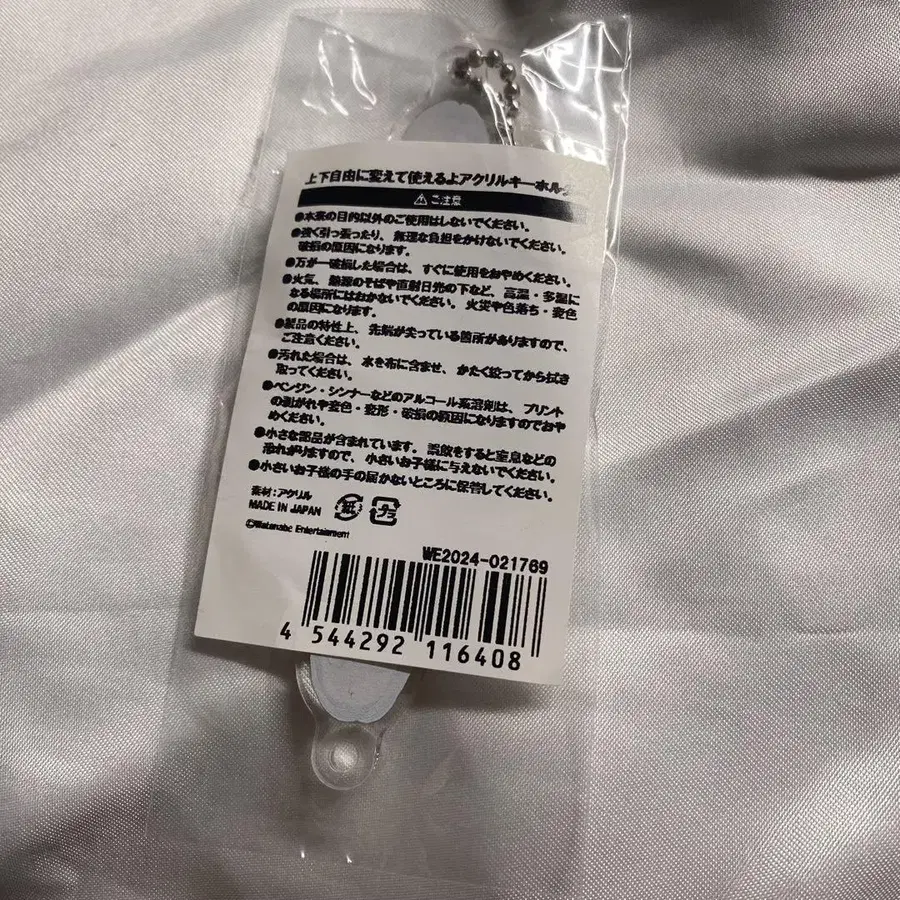 上下自由に変えて使えるよアクリルキーホル
⚠ご注意
●本来の目的以外のご使用はしないでください。
●強く引っ張ったり、無理な負担をかけないでください。
破損の原因になります。
●万が一破損した場合は、すぐに使用をおやめください。
●火気、熱源のそばや直射日光の下など、高温・多湿に
なる場所にはおかないでください。火災や色落ち・変色
の原因になります。
●製品の特性上、先端が尖っている箇所がありますので、
ご注意ください。
●汚れた場合は、水を布に含ませ、かたく絞ってから拭き
取ってください。
●ベンジン・シンナーなどのアルコール系溶剤は、プリント
の剥がれや変色・変形・破損の原因になりますのでおや
めください。
●小さな部品が含まれています。誤飲をすると窒息などの
恐れがありますので、小さいお子様に与えないでください。
●小さいお子様の手の届かないところに保管してください。
素材:アクリル
MADE IN JAPAN
紙 プラ
©Watanabe Entertainment
WE2024-021769
4 544292 116408